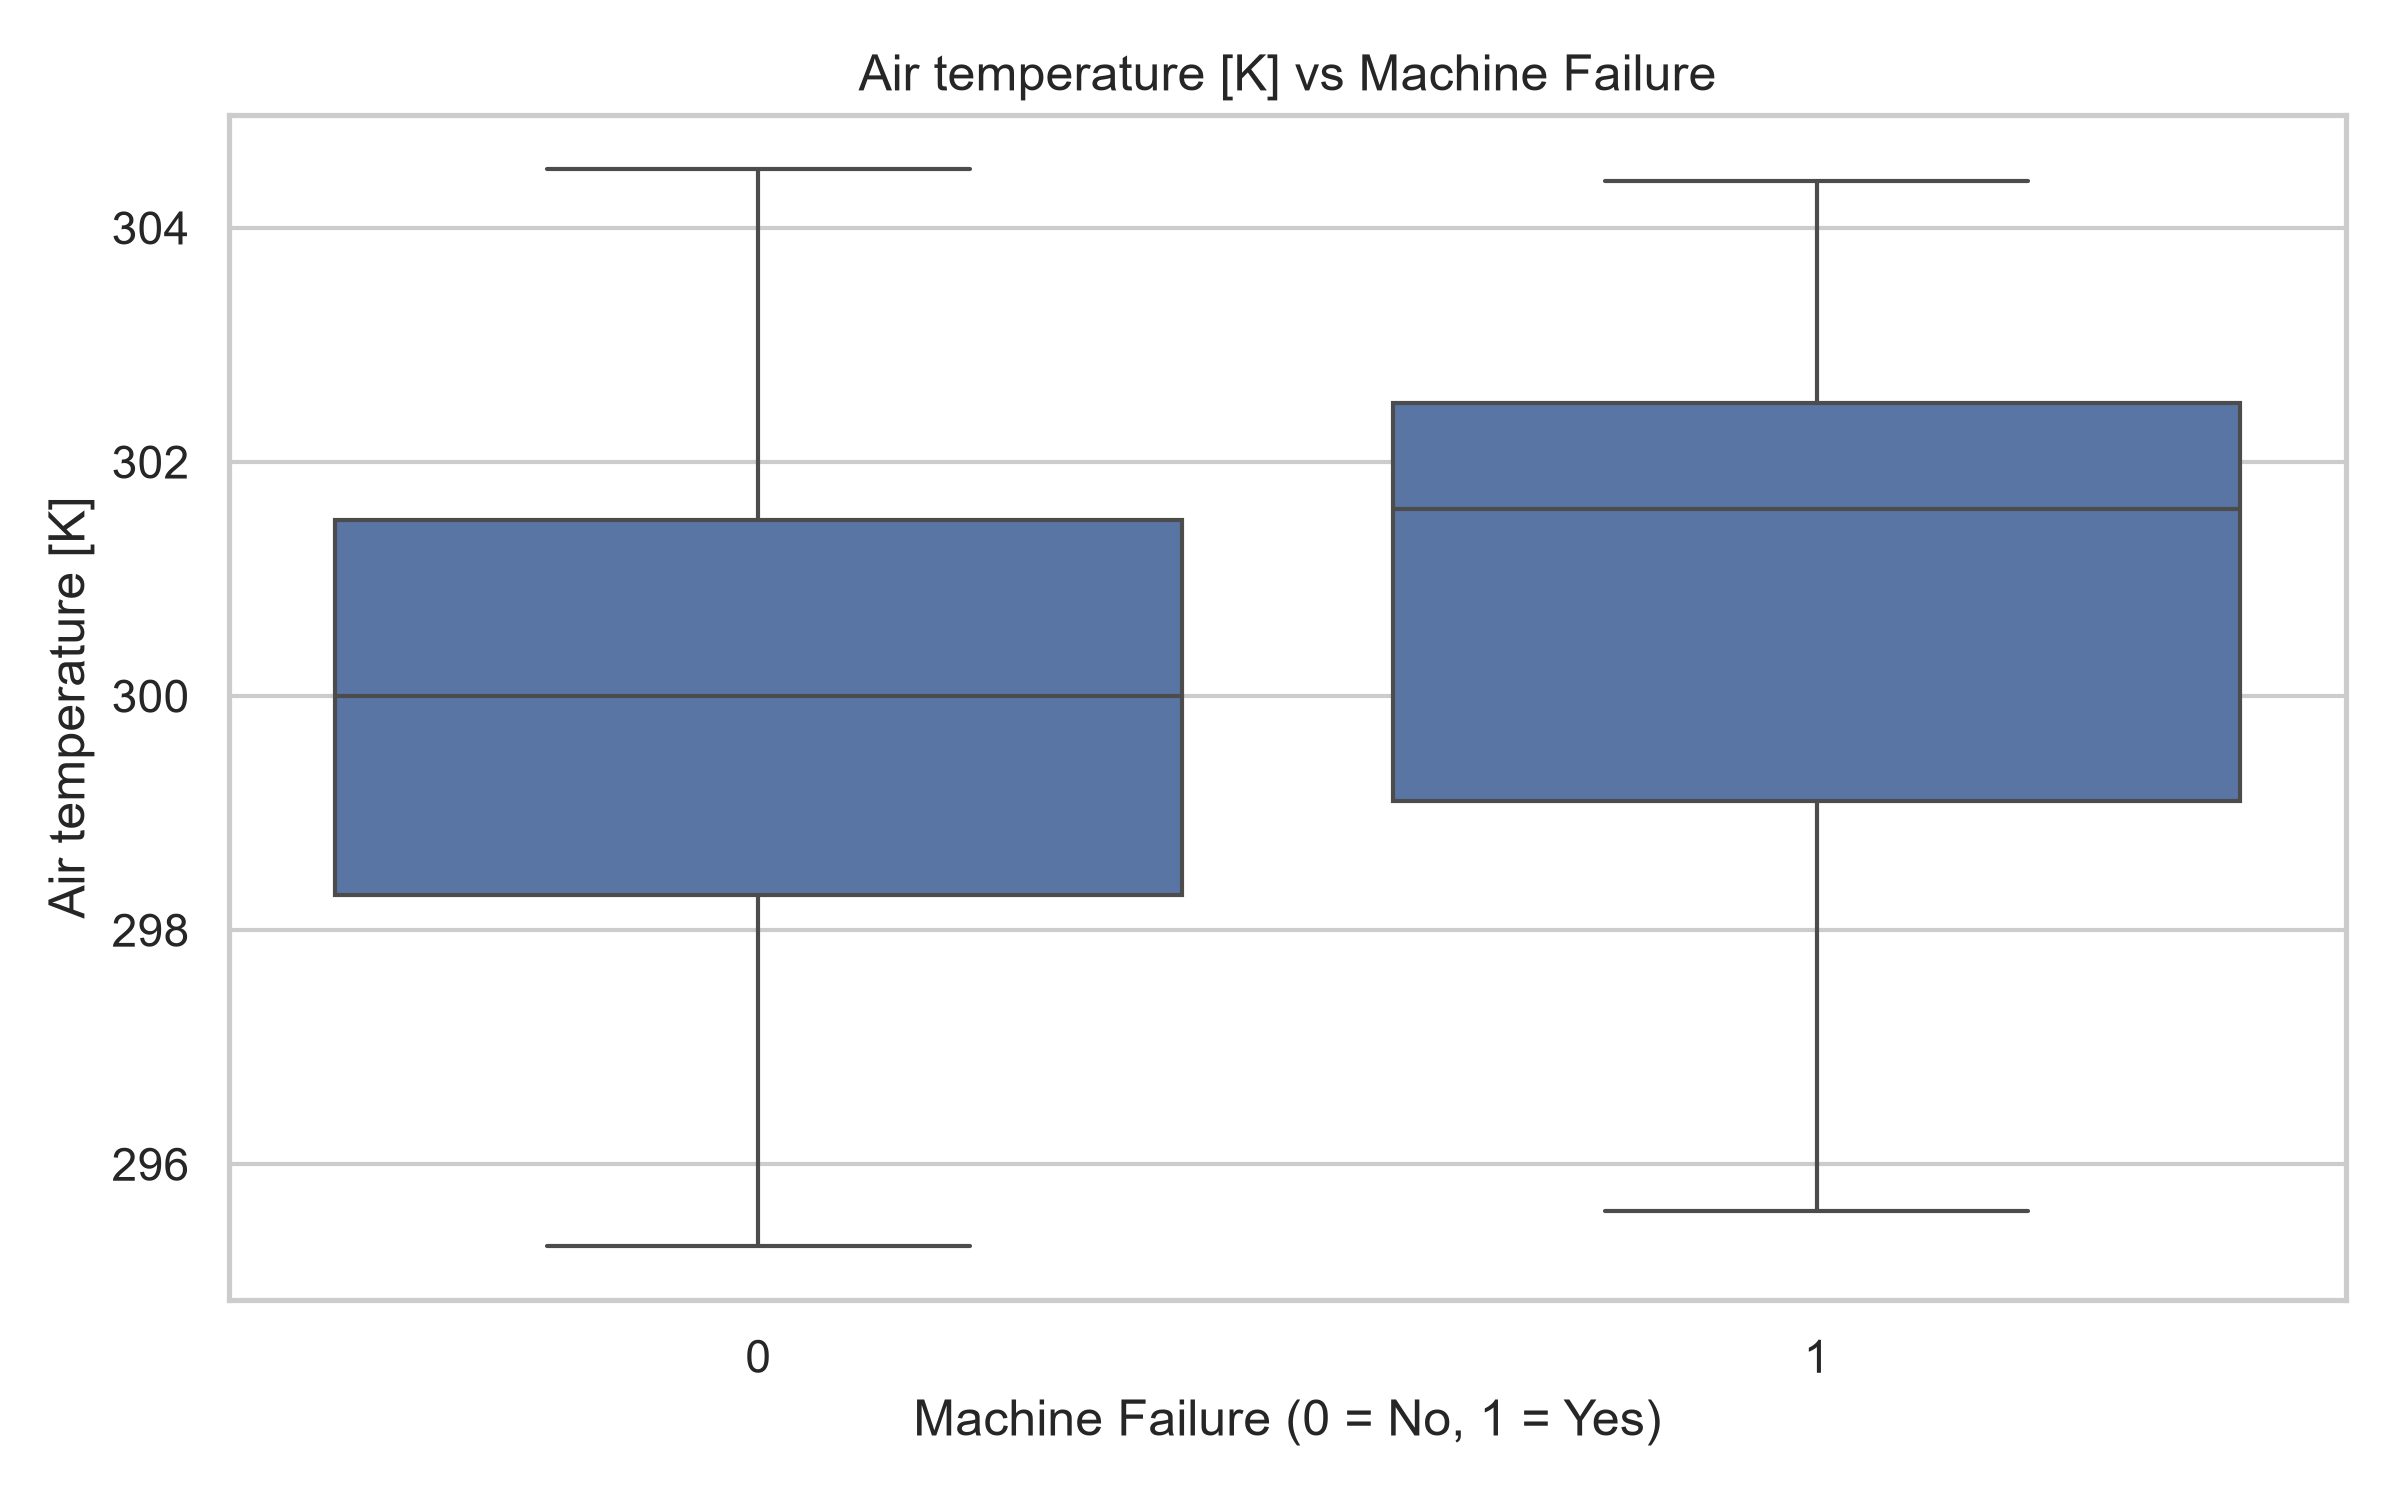 Air temperature [K] vs Machine Failure
Air temperature [K]
304
302
300
298
296
0
1
Machine Failure (0 = No, 1 = Yes)